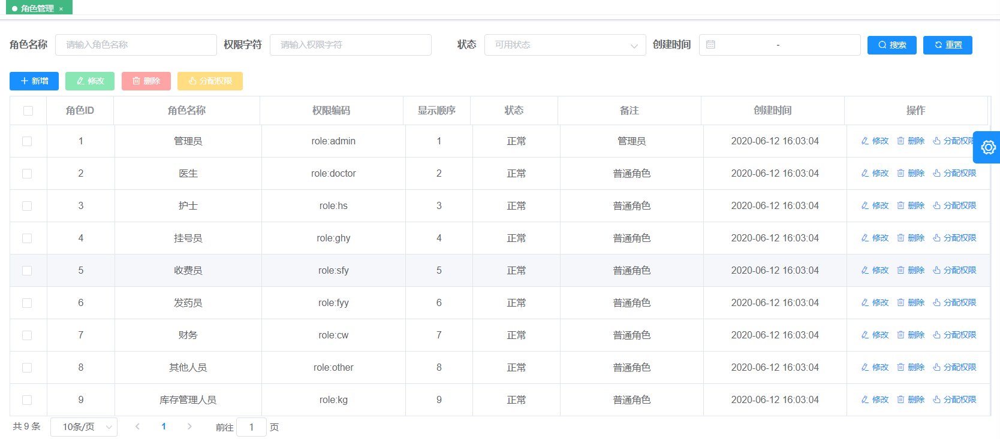 角色管理 ×
角色名称 请输入角色名称 权限字符 请输入权限字符 状态 可用状态 创建时间 - 搜索 重置
新增 修改 删除 分配权限
角色ID 角色名称 权限编码 显示顺序 状态 备注 创建时间 操作
1 管理员 role:admin 1 正常 管理员 2020-06-12 16:03:04 修改 删除 分配权限
2 医生 role:doctor 2 正常 普通角色 2020-06-12 16:03:04 修改 删除 分配权限
3 护士 role:hs 3 正常 普通角色 2020-06-12 16:03:04 修改 删除 分配权限
4 挂号员 role:ghy 4 正常 普通角色 2020-06-12 16:03:04 修改 删除 分配权限
5 收费员 role:sfy 5 正常 普通角色 2020-06-12 16:03:04 修改 删除 分配权限
6 发药员 role:fyy 6 正常 普通角色 2020-06-12 16:03:04 修改 删除 分配权限
7 财务 role:cw 7 正常 普通角色 2020-06-12 16:03:04 修改 删除 分配权限
8 其他人员 role:other 8 正常 普通角色 2020-06-12 16:03:04 修改 删除 分配权限
9 库存管理人员 role:kg 9 正常 普通角色 2020-06-12 16:03:04 修改 删除 分配权限
共 9 条 10条/页 1 前往 1 页